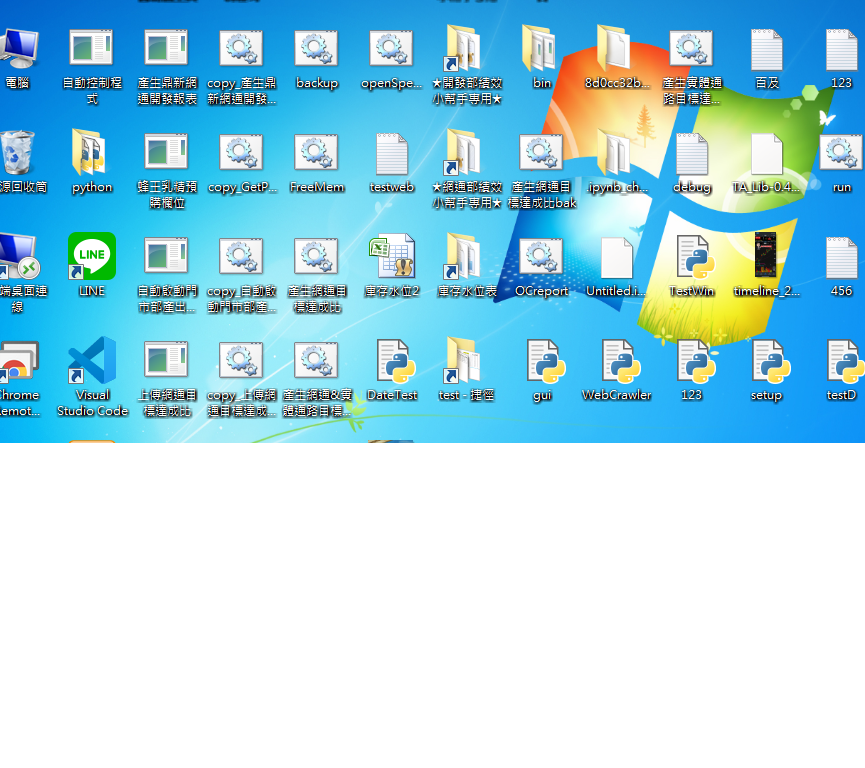 電腦
自動控制程
式
產生鼎新網
通開發報表
copy_產生鼎
新網通開發...
backup
openSpe...
★開發部績效
小幫手專用★
bin
8d0cc32b...
產生實體通
路目標達...
百及
123
源回收筒
python
蜂王乳精預
購欄位
copy_GetP...
FreeMem
testweb
★網通部績效
小幫手專用★
產生網通目
標達成比bak
.ipynb_ch...
debug
TA_Lib-0.4...
run
端桌面連
線
LINE
LINE
自動啟動門
市部產出...
copy_自動啟
動門市部產...
產生網通目
標達成比
庫存水位2
庫存水位表
OCreport
Untitled.i...
TestWin
timeline_2...
456
Chrome
Remot...
Visual
Studio Code
上傳網通目
標達成比
copy_上傳網
通目標達成...
產生網通&實
體通路目標...
DateTest
test - 捷徑
gui
WebCrawler
123
setup
testD